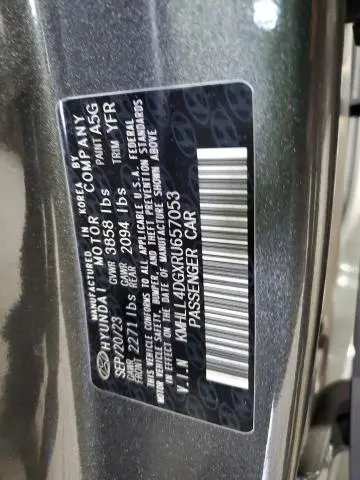 MANUFACTURED IN KOREA BY
HYUNDAI MOTOR COMPANY
SEP/20/23 GVWR 3858 lbs PAINT A5G
GAWR FRONT 2271 lbs GAWR REAR 2094 lbs TRIM YFR
THIS VEHICLE CONFORMS TO ALL APPLICABLE U.S.A. FEDERAL
MOTOR VEHICLE SAFETY, BUMPER, AND THEFT PREVENTION STANDARDS
IN EFFECT ON THE DATE OF MANUFACTURE SHOWN ABOVE
V.I.N KMHL4DGXRU657053
PASSENGER CAR